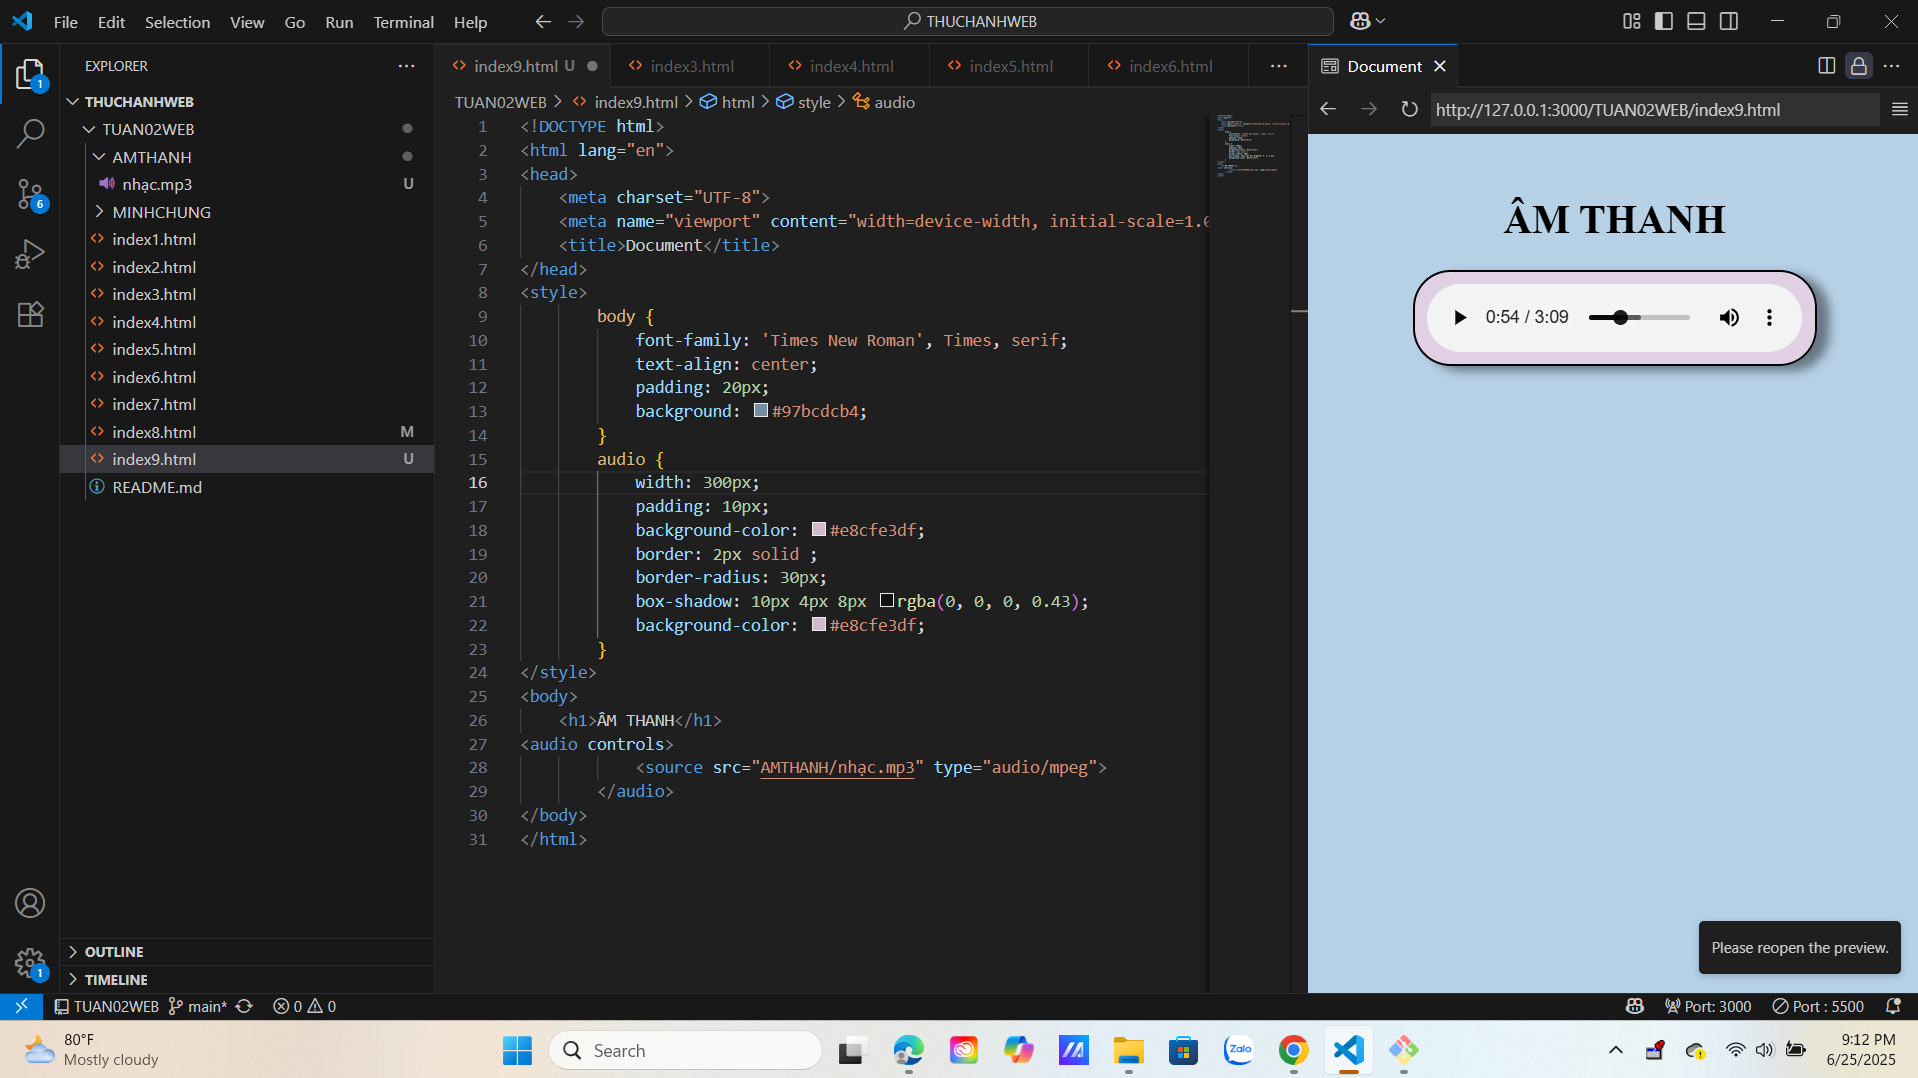 File Edit Selection View Go Run Terminal Help THUCHANHWEB
EXPLORER
THUCHANHWEB
TUAN02WEB
AMTHANH
nhạc.mp3 U
MINHCHUNG
index1.html
index2.html
index3.html
index4.html
index5.html
index6.html
index7.html
index8.html M
index9.html U
README.md
OUTLINE
TIMELINE
1
6
1
index9.html U index3.html index4.html index5.html index6.html
TUAN02WEB index9.html html style audio
1 <!DOCTYPE html>
2 <html lang="en">
3 <head>
4 <meta charset="UTF-8">
5 <meta name="viewport" content="width=device-width, initial-scale=1.0
6 <title>Document</title>
7 </head>
8 <style>
9 body {
10 font-family: 'Times New Roman', Times, serif;
11 text-align: center;
12 padding: 20px;
13 background: #97bcdcb4;
14 }
15 audio {
16 width: 300px;
17 padding: 10px;
18 background-color: #e8cfe3df;
19 border: 2px solid ;
20 border-radius: 30px;
21 box-shadow: 10px 4px 8px rgba(0, 0, 0, 0.43);
22 background-color: #e8cfe3df;
23 }
24 </style>
25 <body>
26 <h1>ÂM THANH</h1>
27 <audio controls>
28 <source src="AMTHANH/nhạc.mp3" type="audio/mpeg">
29 </audio>
30 </body>
31 </html>
Document
http://127.0.0.1:3000/TUAN02WEB/index9.html
ÂM THANH
0:54 / 3:09
Please reopen the preview.
TUAN02WEB main* 0 0 Port: 3000 Port : 5500
80°F
Mostly cloudy
Search
Zalo
9:12 PM
6/25/2025